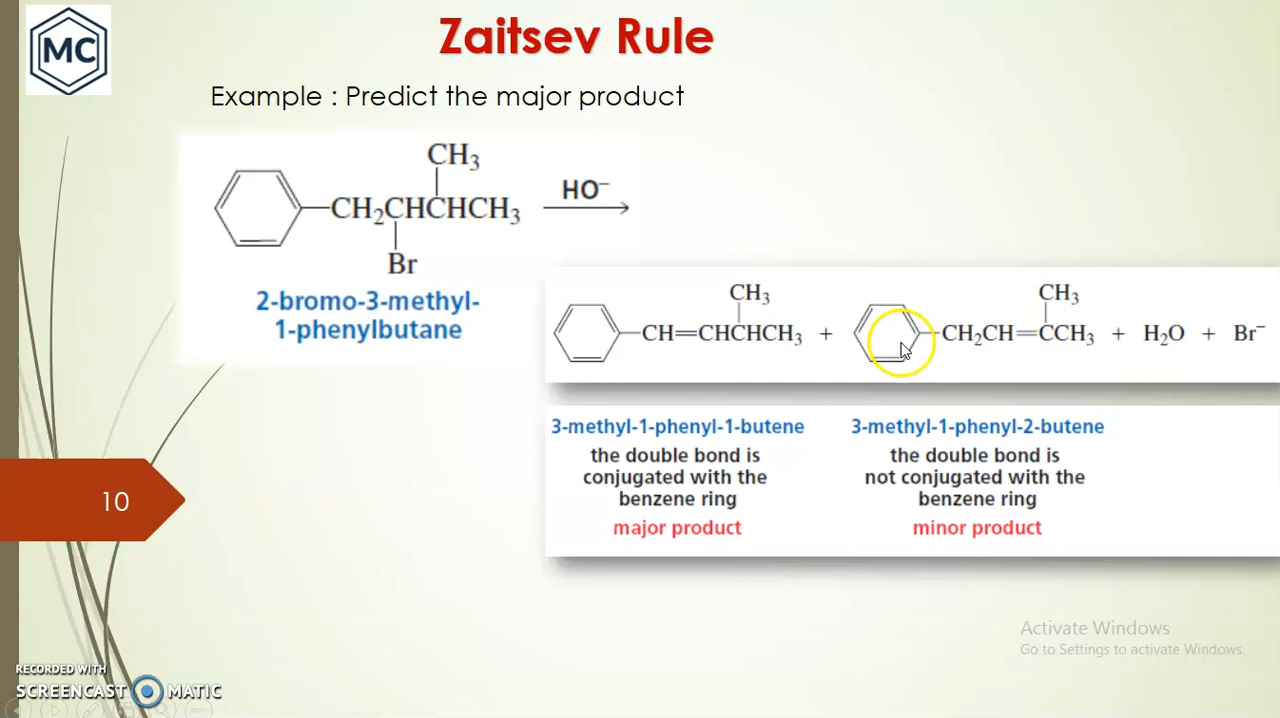 MC
Zaitsev Rule
Example : Predict the major product
CH₃
CH₂CHCHCH₃
Br
HO⁻
2-bromo-3-methyl-
1-phenylbutane
CH₃
CH=CHCHCH₃ +
CH₃
CH₂CH=CCH₃ + H₂O + Br⁻
3-methyl-1-phenyl-1-butene
the double bond is
conjugated with the
benzene ring
major product
3-methyl-1-phenyl-2-butene
the double bond is
not conjugated with the
benzene ring
minor product
10
Activate Windows
Go to Settings to activate Windows.
RECORDED WITH
SCREENCAST MATIC